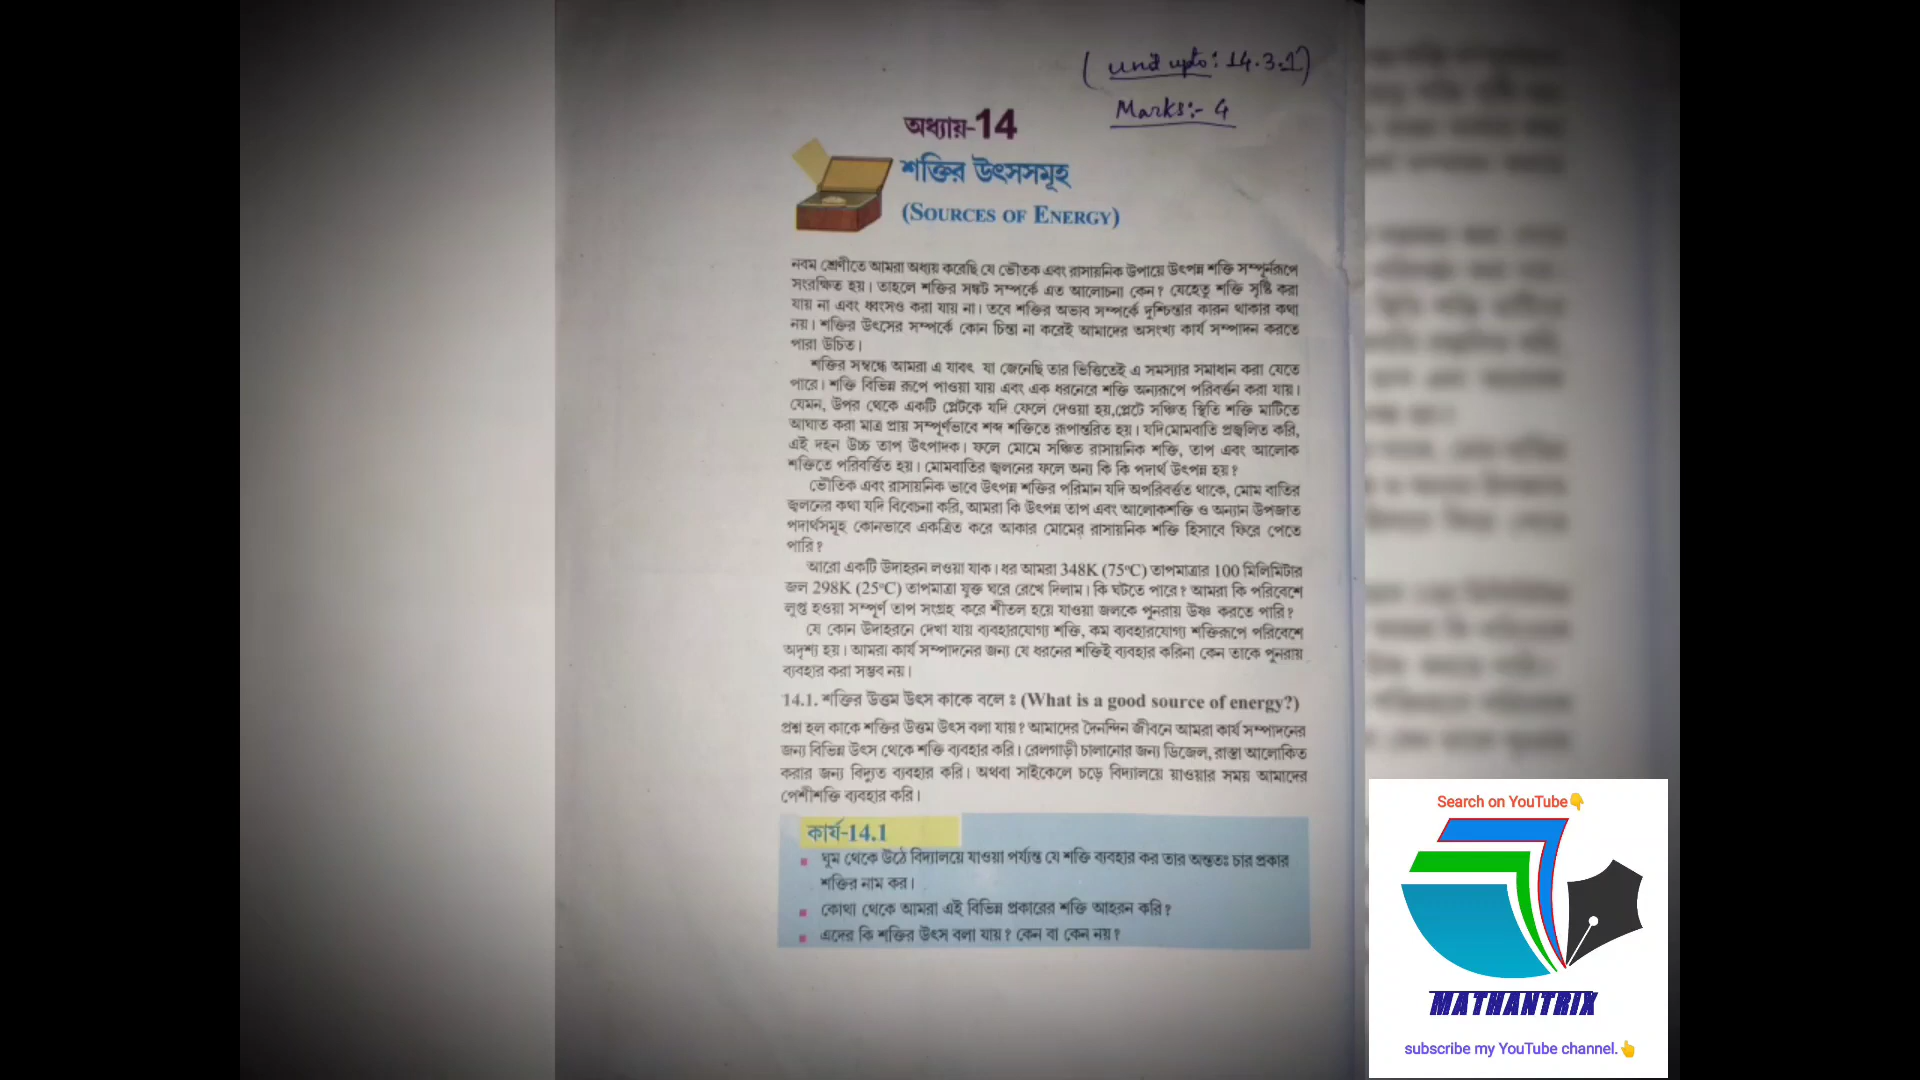 ( Unit upto: 14.3.1)
Marks:- 4
অধ্যায়-14
শক্তির উৎসসমূহ
(SOURCES OF ENERGY)
নবম শ্রেণীতে আমরা অধ্যয় করেছি যে ভৌতক এবং রাসায়নিক উপায়ে উৎপন্ন শক্তি সম্পূর্নরূপে
সংরক্ষিত হয়। তাহলে শক্তির সঙ্কট সম্পর্কে এত আলোচনা কেন? যেহেতু শক্তি সৃষ্টি করা
যায় না এবং ধ্বংসও করা যায় না। তবে শক্তির অভাব সম্পর্কে দুশ্চিন্তার কারন থাকার কথা
নয়। শক্তির উৎসের সম্পর্কে কোন চিন্তা না করেই আমাদের অসংখ্য কার্য সম্পাদন করতে
পারা উচিত।
শক্তির সম্বন্ধে আমরা এ যাবৎ যা জেনেছি তার ভিত্তিতেই এ সমস্যার সমাধান করা যেতে
পারে। শক্তি বিভিন্ন রূপে পাওয়া যায় এবং এক ধরনেরে শক্তি অন্যরূপে পরিবর্ত্তন করা যায়।
যেমন, উপর থেকে একটি প্লেটকে যদি ফেলে দেওয়া হয়,প্লেটে সঞ্চিত স্থিতি শক্তি মাটিতে
আঘাত করা মাত্র প্রায় সম্পূর্ণভাবে শব্দ শক্তিতে রূপান্তরিত হয়। যদিমোমবাতি প্রজ্বলিত করি,
এই দহন উচ্চ তাপ উৎপাদক। ফলে মোমে সঞ্চিত রাসায়নিক শক্তি, তাপ এবং আলোক
শক্তিতে পরিবর্ত্তিত হয়। মোমবাতির জ্বলনের ফলে অন্য কি কি পদার্থ উৎপন্ন হয়?
ভৌতিক এবং রাসায়নিক ভাবে উৎপন্ন শক্তির পরিমান যদি অপরিবর্ত্তত থাকে, মোম বাতির
জ্বলনের কথা যদি বিবেচনা করি, আমরা কি উৎপন্ন তাপ এবং আলোকশক্তি ও অন্যান উপজাত
পদার্থসমূহ কোনভাবে একত্রিত করে আকার মোমের রাসায়নিক শক্তি হিসাবে ফিরে পেতে
পারি?
আরো একটি উদাহরন লওয়া যাক। ধর আমরা 348K (75°C) তাপমাত্রার 100 মিলিমিটার
জল 298K (25°C) তাপমাত্রা যুক্ত ঘরে রেখে দিলাম। কি ঘটতে পারে? আমরা কি পরিবেশে
লুপ্ত হওয়া সম্পূর্ণ তাপ সংগ্রহ করে শীতল হয়ে যাওয়া জলকে পুনরায় উষ্ণ করতে পারি?
যে কোন উদাহরনে দেখা যায় ব্যবহারযোগ্য শক্তি, কম ব্যবহারযোগ্য শক্তিরূপে পরিবেশে
অদৃশ্য হয়। আমরা কার্য সম্পাদনের জন্য যে ধরনের শক্তিই ব্যবহার করিনা কেন তাকে পুনরায়
ব্যবহার করা সম্ভব নয়।
14.1. শক্তির উত্তম উৎস কাকে বলে ঃ (What is a good source of energy?)
প্রশ্ন হল কাকে শক্তির উত্তম উৎস বলা যায়? আমাদের দৈনন্দিন জীবনে আমরা কার্য সম্পাদনের
জন্য বিভিন্ন উৎস থেকে শক্তি ব্যবহার করি। রেলগাড়ী চালানোর জন্য ডিজেল, রাস্তা আলোকিত
করার জন্য বিদ্যুত ব্যবহার করি। অথবা সাইকেলে চড়ে বিদ্যালয়ে য়াওয়ার সময় আমাদের
পেশীশক্তি ব্যবহার করি।
কার্য-14.1
ঘুম থেকে উঠে বিদ্যালয়ে যাওয়া পর্য্যন্ত যে শক্তি ব্যবহার কর তার অন্ততঃ চার প্রকার
শক্তির নাম কর।
কোথা থেকে আমরা এই বিভিন্ন প্রকারের শক্তি আহরন করি?
এদের কি শক্তির উৎস বলা যায়? কেন বা কেন নয়?
Search on YouTube👇
MATHANTRIX
subscribe my YouTube channel.👆